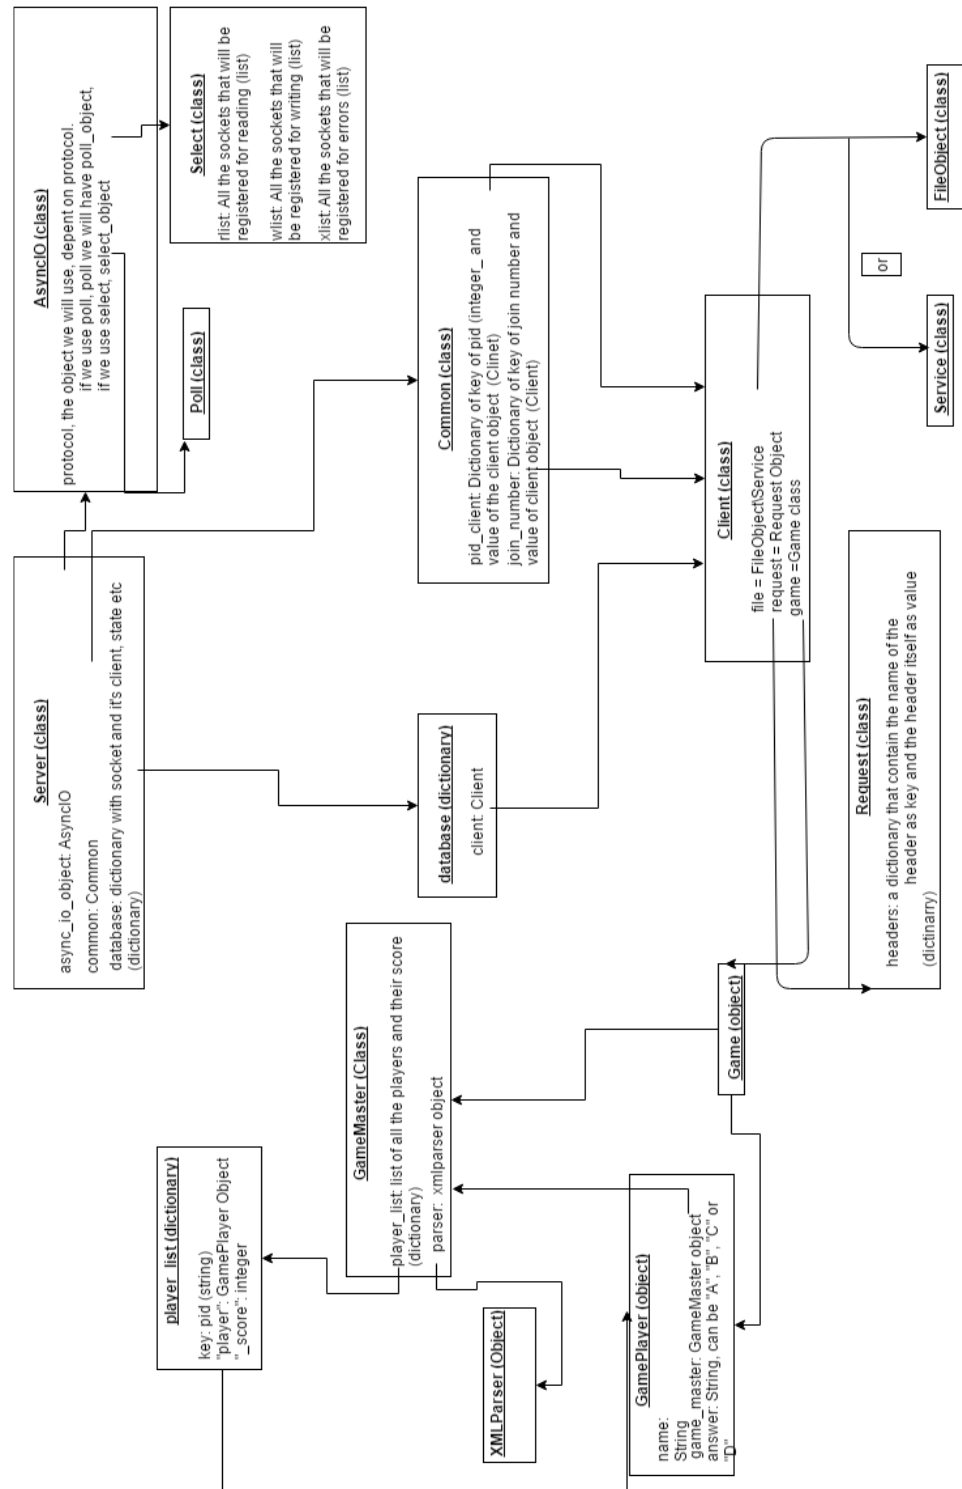 AsyncIO (class)
protocol, the object we will use, depent on protocol.
if we use poll, poll we will have poll_object,
if we use select, select_object
Select (class)
rlist: All the sockets that will be
registered for reading (list)
wlist: All the sockets that will
be registered for writing (list)
xlist: All the sockets that will be
registered for errors (list)
Poll (class)
Server (class)
async_io_object: AsyncIO
common: Common
database: dictionary with socket and it's client, state etc
(dictionary)
Common (class)
pid_client: Dictionary of key of pid (integer_ and
value of the client object (Clinet)
join_number: Dictionary of key of join number and
value of client object (Client)
database (dictionary)
client: Client
Client (class)
file = FileObject\Service
request = Request Object
game =Game class
FileObject (class)
or
Service (class)
Request (class)
headers: a dictionary that contain the name of the
header as key and the header itself as value
(dictinarry)
Game (object)
GameMaster (Class)
player_list: list of all the players and their score
(dictionary)
parser: xmlparser object
player_list (dictionary)
key: pid (string)
"player": GamePlayer Object
"_score": integer
XMLParser (Object)
GamePlayer (object)
name:
String
game_master: GameMaster object
answer: String, can be "A", "B", "C" or
"D"